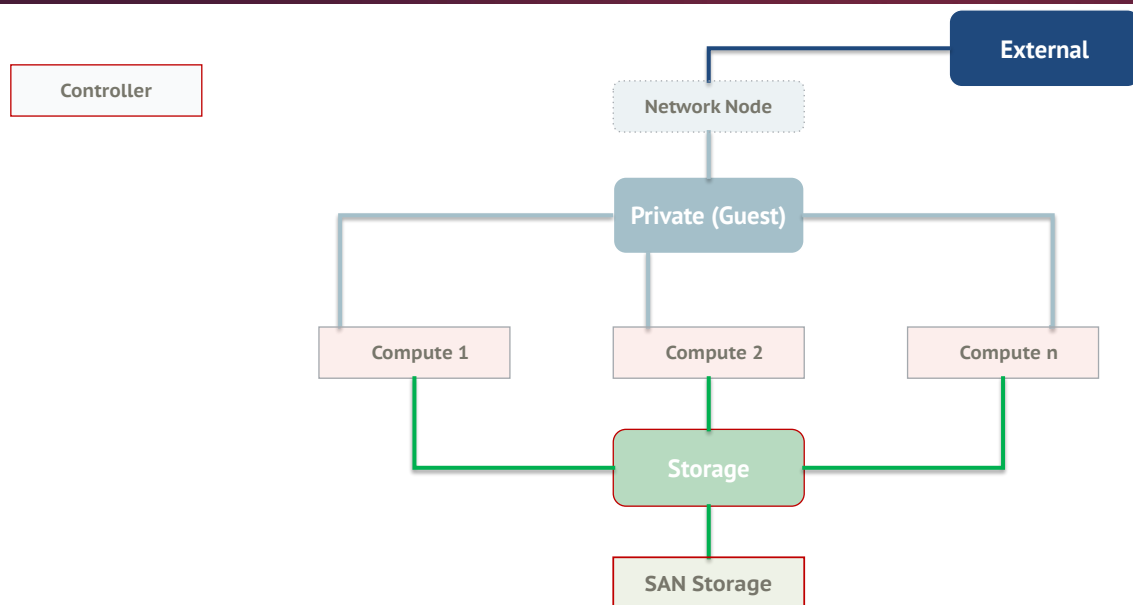 External
Controller
Network Node
Private (Guest)
Compute 1
Compute 2
Compute n
Storage
SAN Storage